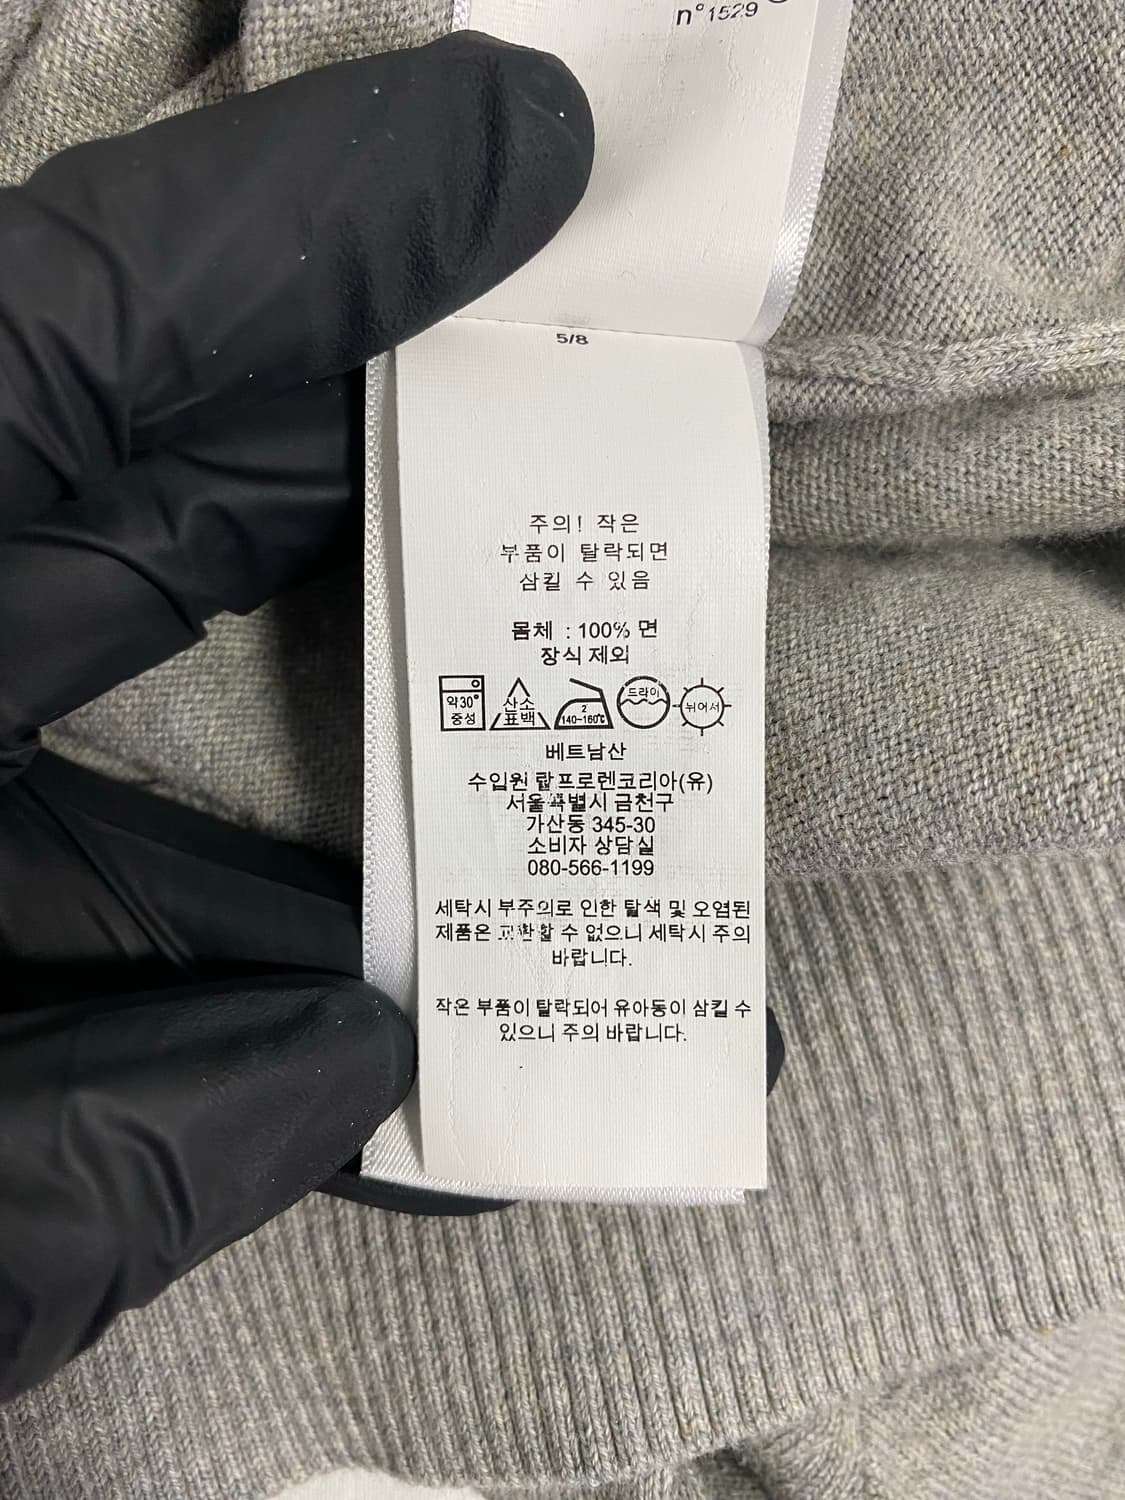 n°1529
5/8
주의! 작은
부품이 탈락되면
삼킬 수 있음
몸체 : 100% 면
장식 제외
약30° 중성
산소 표백
2 140~160℃
드라이
뉘어서
베트남산
수입원 랄프로렌코리아(유)
서울특별시 금천구
가산동 345-30
소비자 상담실
080-566-1199
세탁시 부주의로 인한 탈색 및 오염된
제품은 교환할 수 없으니 세탁시 주의
바랍니다.
작은 부품이 탈락되어 유아동이 삼킬 수
있으니 주의 바랍니다.